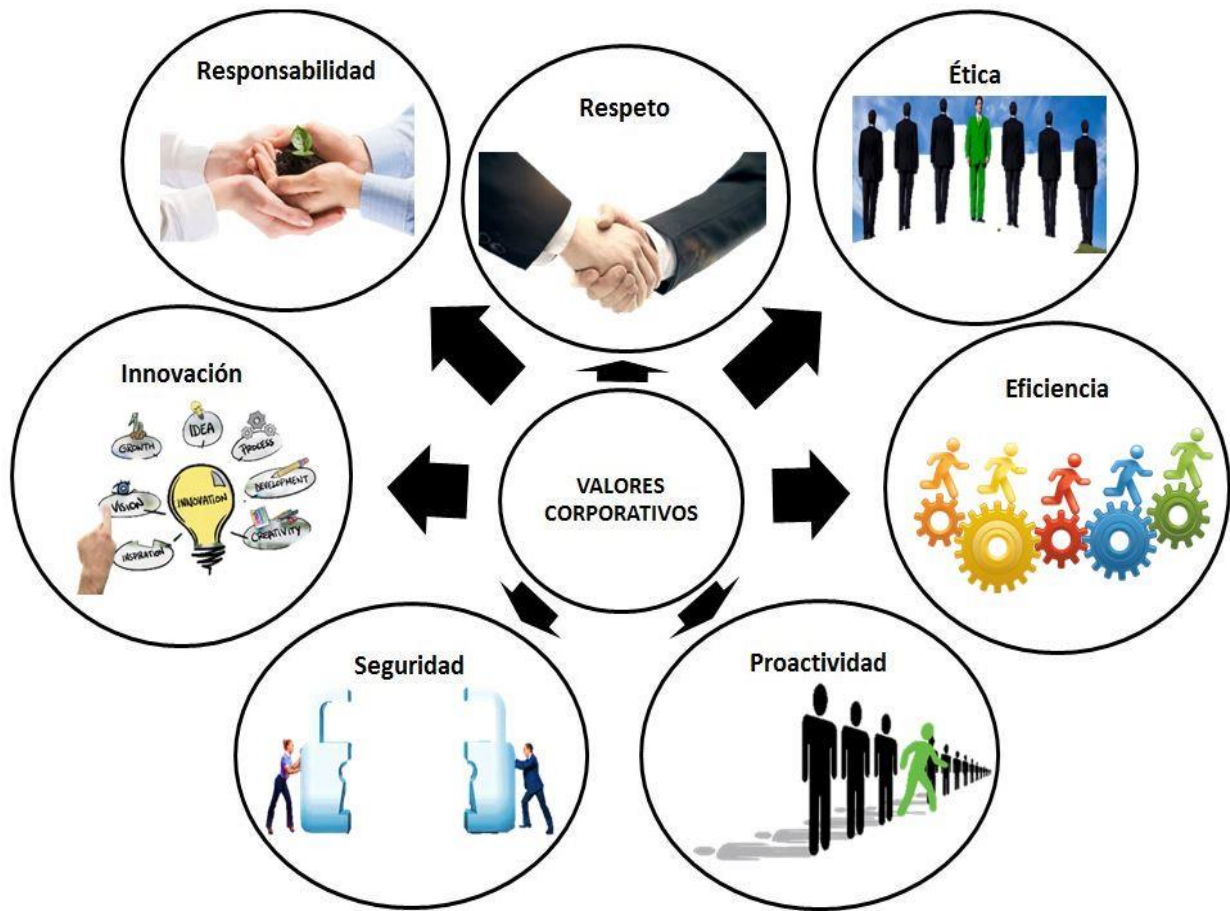 Responsabilidad
Respeto
Ética
Innovación
GROWTH
IDEA
PROCESS
VISION
INNOVATION
DEVELOPMENT
INSPIRATION
CREATIVITY
VALORES
CORPORATIVOS
Eficiencia
Seguridad
Proactividad